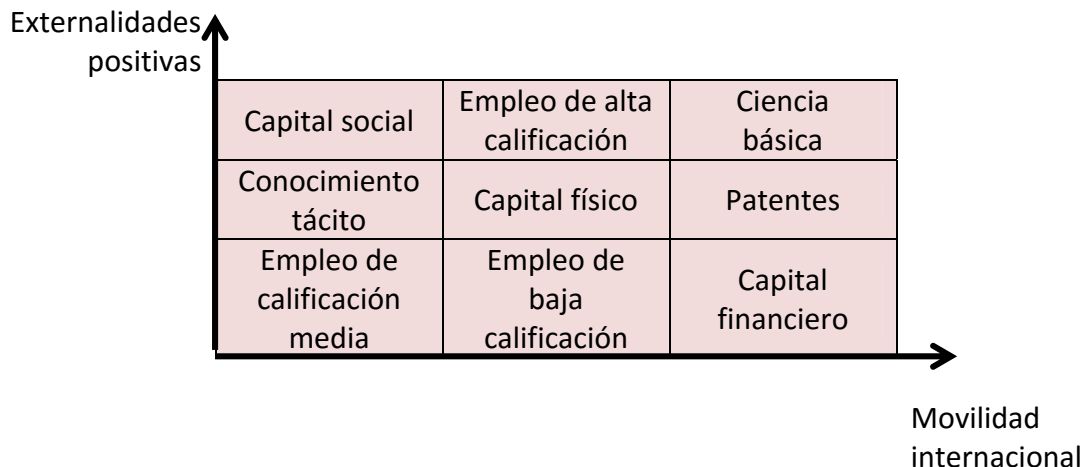 Externalidades
positivas
Capital social
Empleo de alta
calificación
Ciencia
básica
Conocimiento
tácito
Capital físico
Patentes
Empleo de
calificación
media
Empleo de
baja
calificación
Capital
financiero
Movilidad
internacional